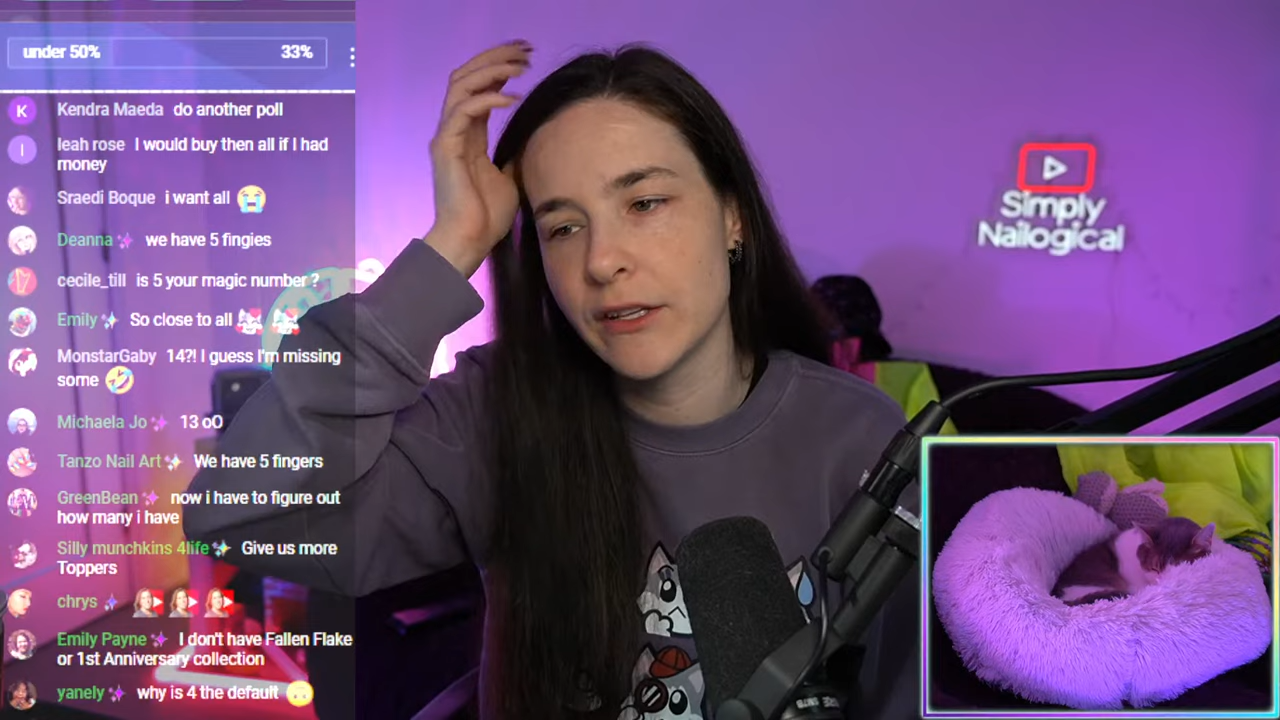 under 50% 33%
Kendra Maeda do another poll
leah rose I would buy then all if I had
money
Sraedi Boque i want all
Deanna we have 5 fingies
cecile_till is 5 your magic number ?
Emily So close to all
MonstarGaby 14?! I guess I'm missing
some
Michaela Jo 13 oO
Tanzo Nail Art We have 5 fingers
GreenBean now i have to figure out
how many i have
Silly munchkins 4life Give us more
Toppers
chrys
Emily Payne I don't have Fallen Flake
or 1st Anniversary collection
yanely why is 4 the default
Simply
Nailogical